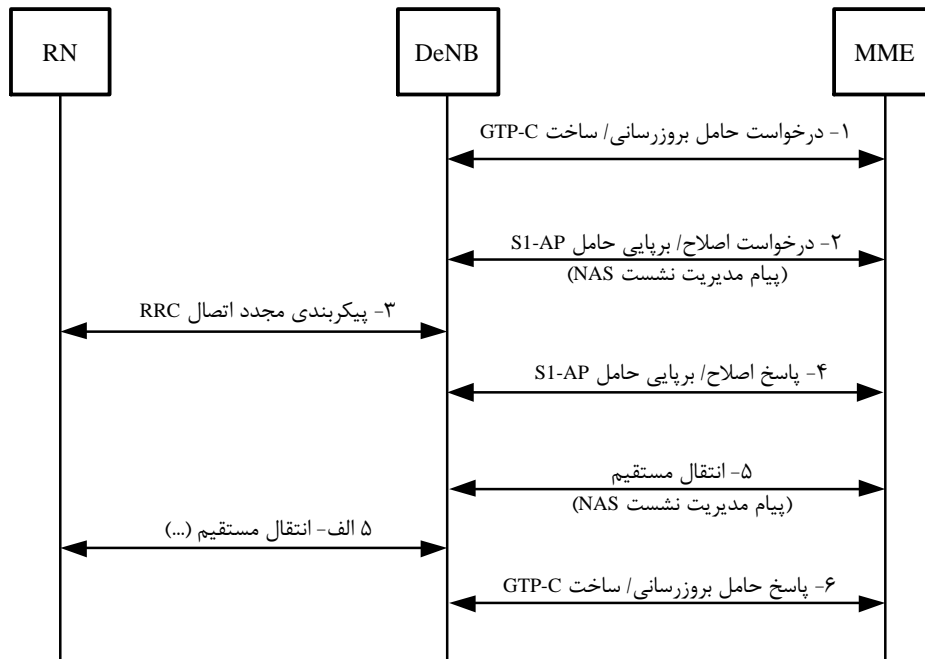 RN
DeNB
MME
۱- درخواست حامل بروزرسانی/ ساخت GTP-C
۲- درخواست اصلاح/ برپایی حامل S1-AP
(پیام مدیریت نشست NAS)
۳- پیکربندی مجدد اتصال RRC
۴- پاسخ اصلاح/ برپایی حامل S1-AP
۵- انتقال مستقیم
(پیام مدیریت نشست NAS)
۵ الف- انتقال مستقیم (...)
۶- پاسخ حامل بروزرسانی/ ساخت GTP-C